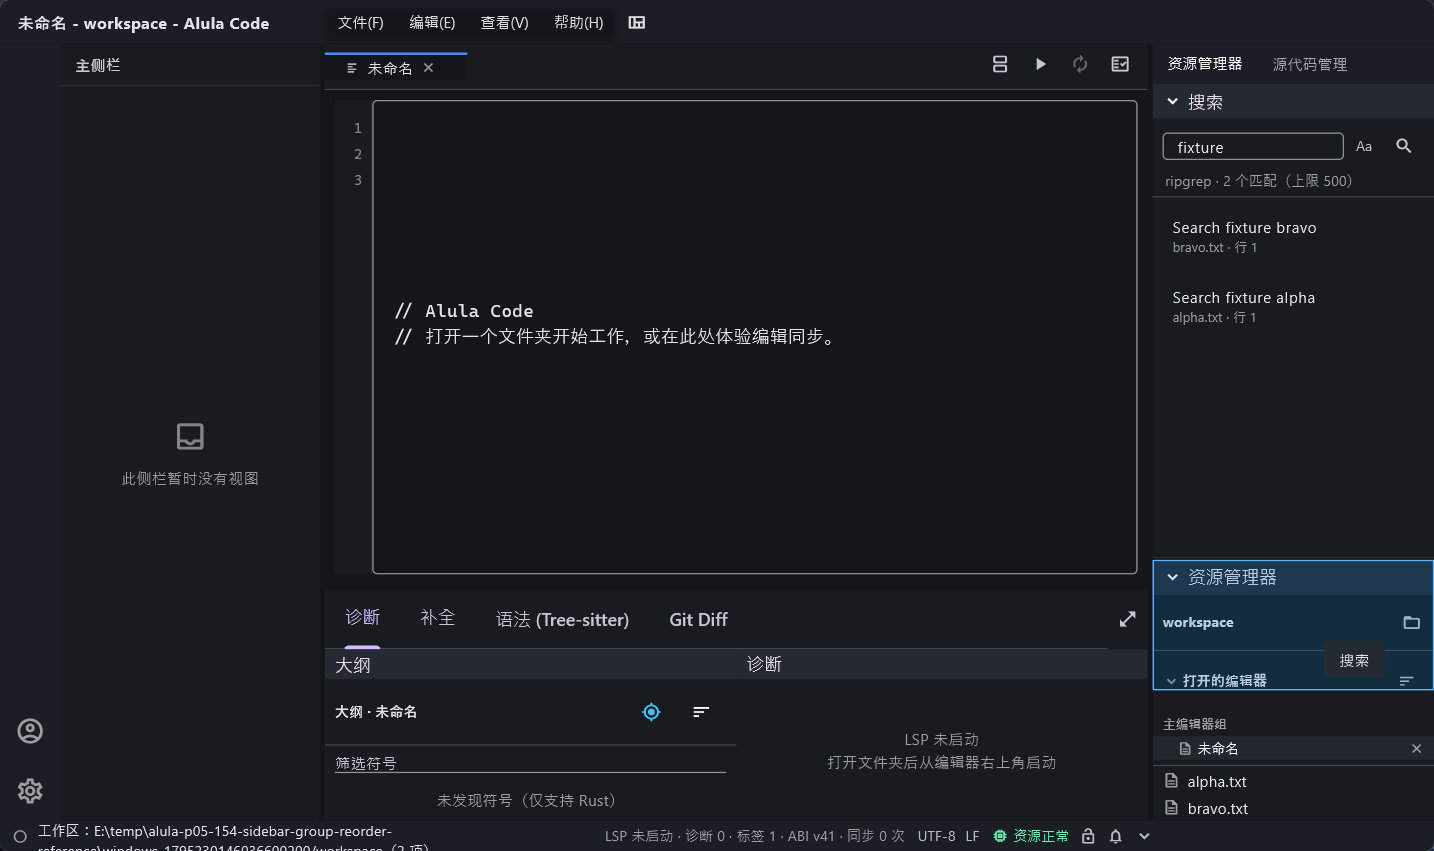 未命名 - workspace - Alula Code
文件(F) 编辑(E) 查看(V) 帮助(H)
主侧栏
未命名
资源管理器 源代码管理
搜索
fixture
Aa
ripgrep · 2 个匹配（上限 500）
Search fixture bravo
bravo.txt · 行 1
Search fixture alpha
alpha.txt · 行 1
1
2
3
// Alula Code
// 打开一个文件夹开始工作，或在此处体验编辑同步。
此侧栏暂时没有视图
诊断 补全 语法 (Tree-sitter) Git Diff
大纲
诊断
大纲 · 未命名
筛选符号
未发现符号（仅支持 Rust）
LSP 未启动
打开文件夹后从编辑器右上角启动
资源管理器
workspace
搜索
打开的编辑器
主编辑器组
未命名
alpha.txt
bravo.txt
工作区：E:\temp\alula-p05-154-sidebar-group-reorder-
reference\windows-1795230146036600200/workspace（2 项）
LSP 未启动 · 诊断 0 · 标签 1 · ABI v41 · 同步 0 次 UTF-8 LF 资源正常